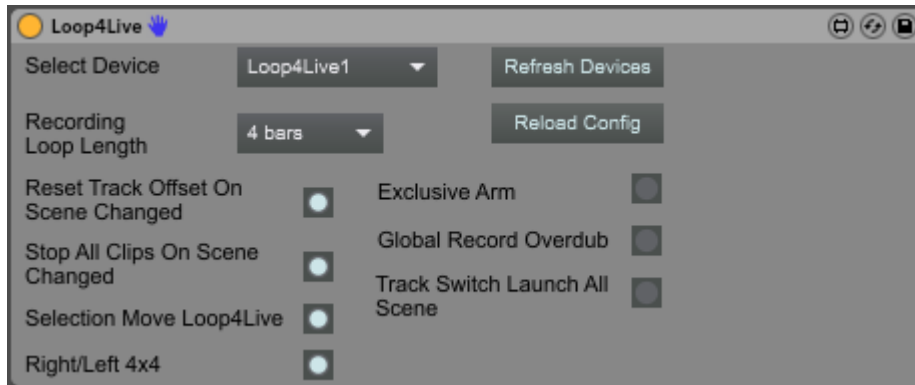 Loop4Live
Select Device
Loop4Live1
Refresh Devices
Recording
Loop Length
4 bars
Reload Config
Reset Track Offset On
Scene Changed
Exclusive Arm
Stop All Clips On Scene
Changed
Global Record Overdub
Track Switch Launch All
Scene
Selection Move Loop4Live
Right/Left 4x4